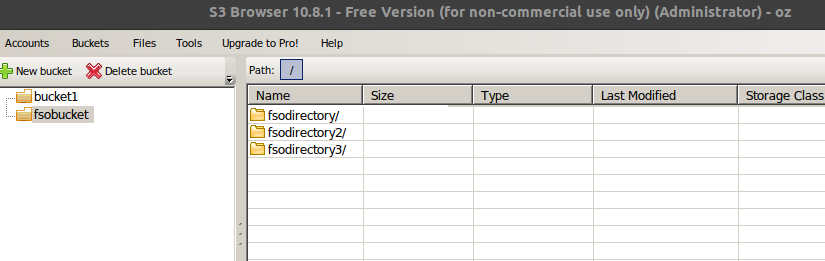 S3 Browser 10.8.1 - Free Version (for non-commercial use only) (Administrator) - oz
Accounts Buckets Files Tools Upgrade to Pro! Help
New bucket Delete bucket
Path: /
bucket1
fsobucket
Name Size Type Last Modified Storage Class
fsodirectory/
fsodirectory2/
fsodirectory3/